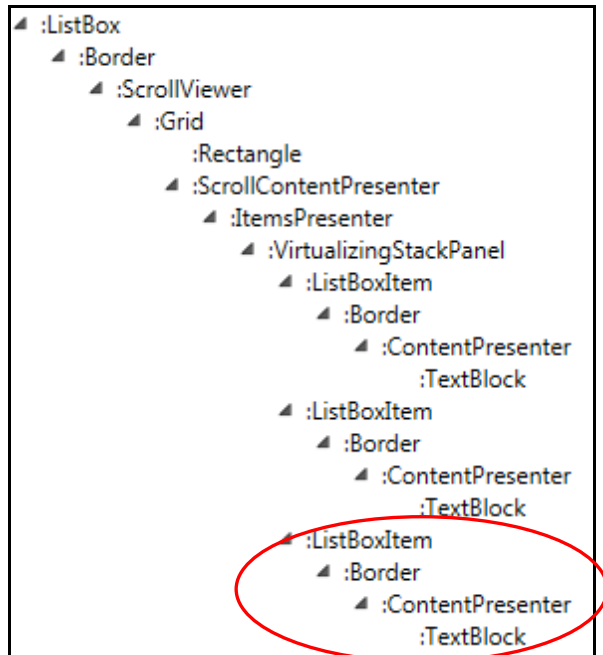 :ListBox
:Border
:ScrollViewer
:Grid
:Rectangle
:ScrollContentPresenter
:ItemsPresenter
:VirtualizingStackPanel
:ListBoxItem
:Border
:ContentPresenter
:TextBlock
:ListBoxItem
:Border
:ContentPresenter
:TextBlock
:ListBoxItem
:Border
:ContentPresenter
:TextBlock